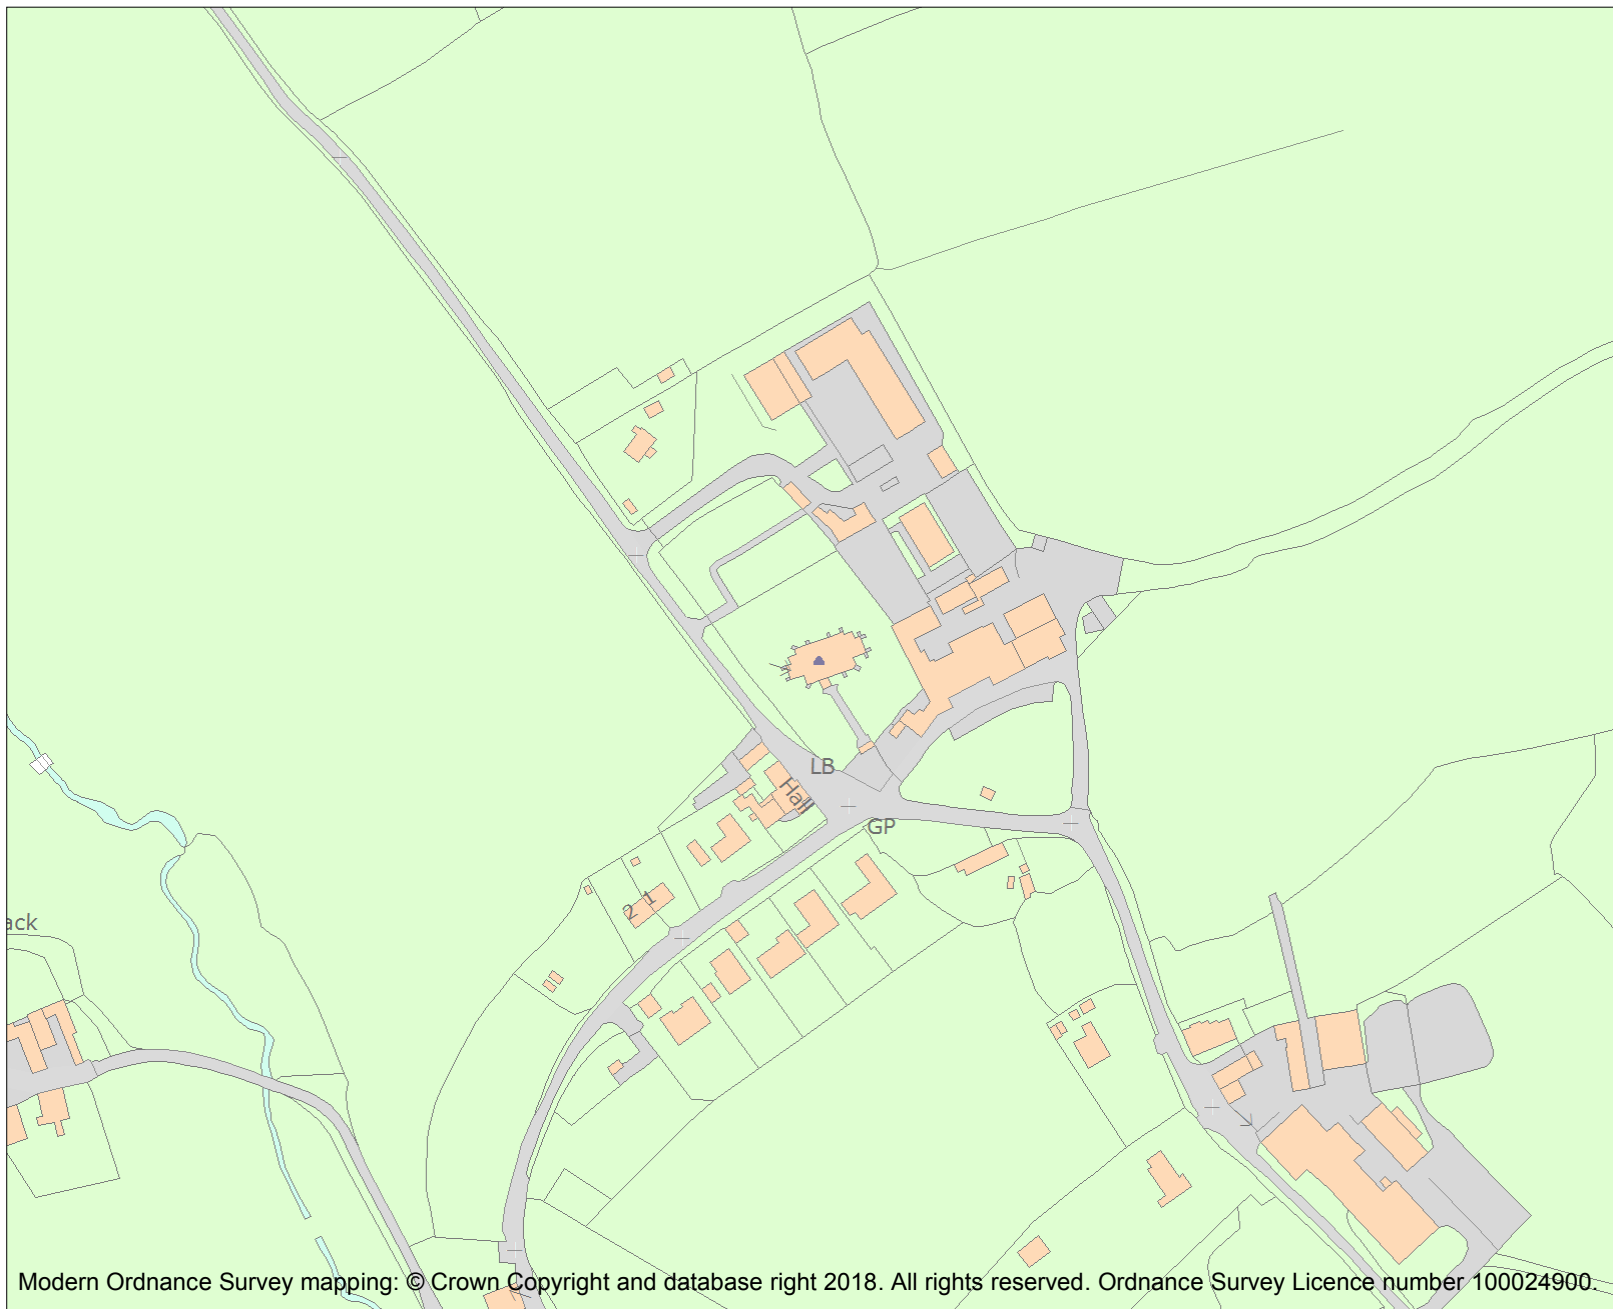 LB
Hall
GP
2 1
ack
Modern Ordnance Survey mapping: © Crown Copyright and database right 2018. All rights reserved. Ordnance Survey Licence number 100024900.